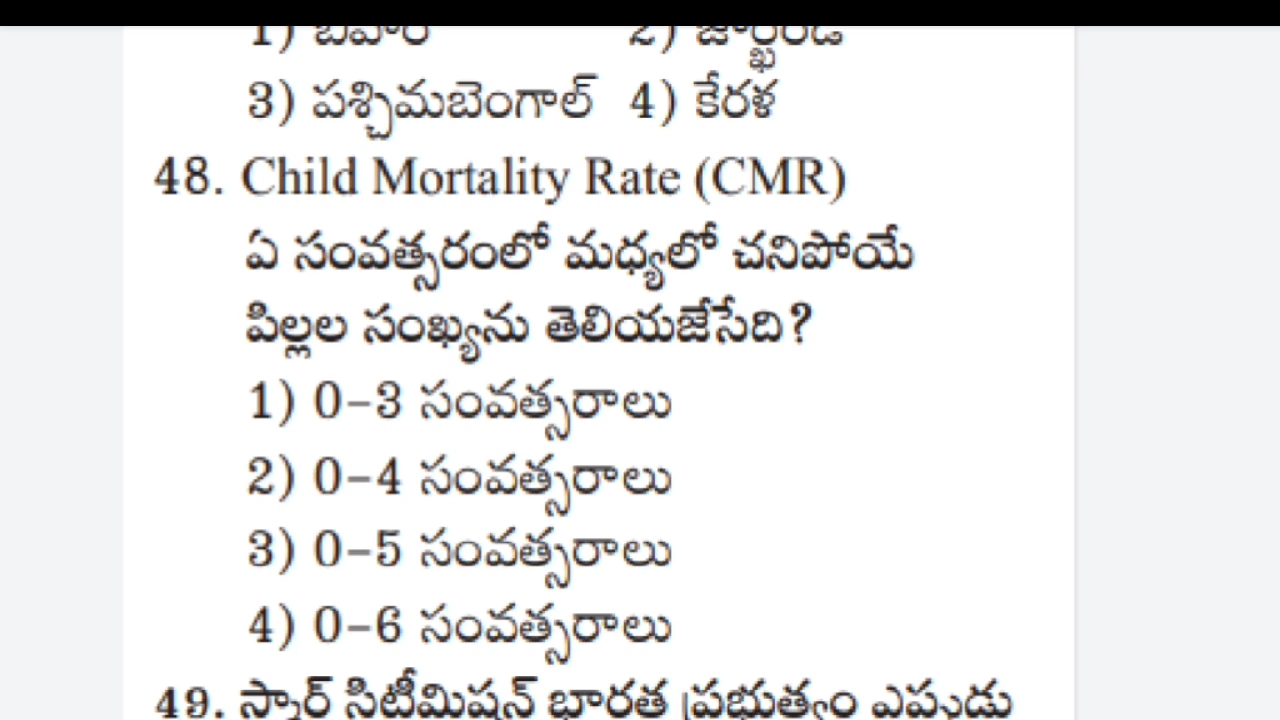 1) బీహార్ 2) జార్ఖండ్
3) పశ్చిమబెంగాల్ 4) కేరళ
48. Child Mortality Rate (CMR)
ఏ సంవత్సరంలో మధ్యలో చనిపోయే
పిల్లల సంఖ్యను తెలియజేసేది?
1) 0-3 సంవత్సరాలు
2) 0-4 సంవత్సరాలు
3) 0-5 సంవత్సరాలు
4) 0-6 సంవత్సరాలు
49. స్మార్ట్ సిటీమిషన్ భారత ప్రభుత్వం ఎప్పుడు